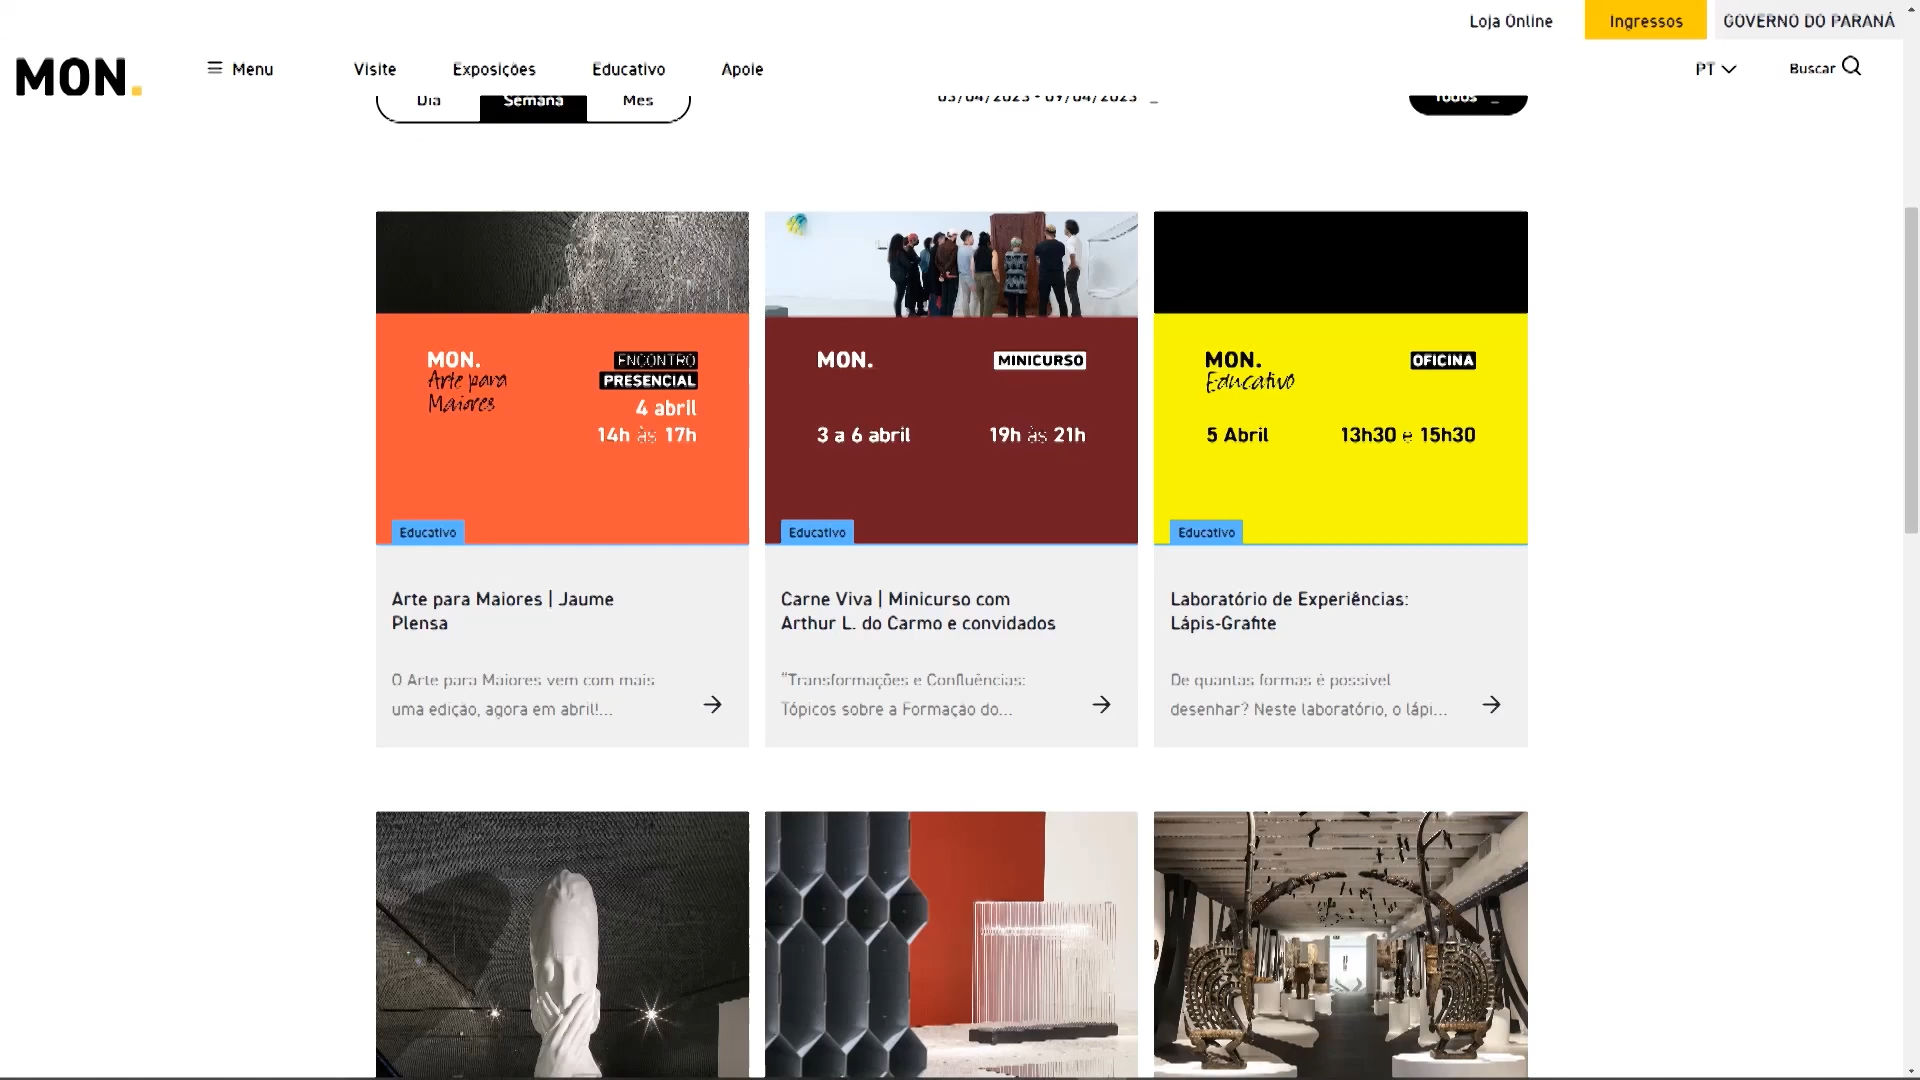 Loja Online
Ingressos
GOVERNO DO PARANÁ
MON.
Menu
Visite
Exposições
Educativo
Apoie
PT
Buscar
Dia
Semana
Mês
03/04/2023 - 09/04/2023
Todos
MON.
Arte para
Maiores
ENCONTRO
PRESENCIAL
4 abril
14h às 17h
Educativo
MON.
MINICURSO
3 a 6 abril
19h às 21h
Educativo
MON.
Educativo
OFICINA
5 Abril
13h30 e 15h30
Educativo
Arte para Maiores | Jaume
Plensa
O Arte para Maiores vem com mais
uma edição, agora em abril!...
Carne Viva | Minicurso com
Arthur L. do Carmo e convidados
“Transformações e Confluências:
Tópicos sobre a Formação do...
Laboratório de Experiências:
Lápis-Grafite
De quantas formas é possível
desenhar? Neste laboratório, o lápi...